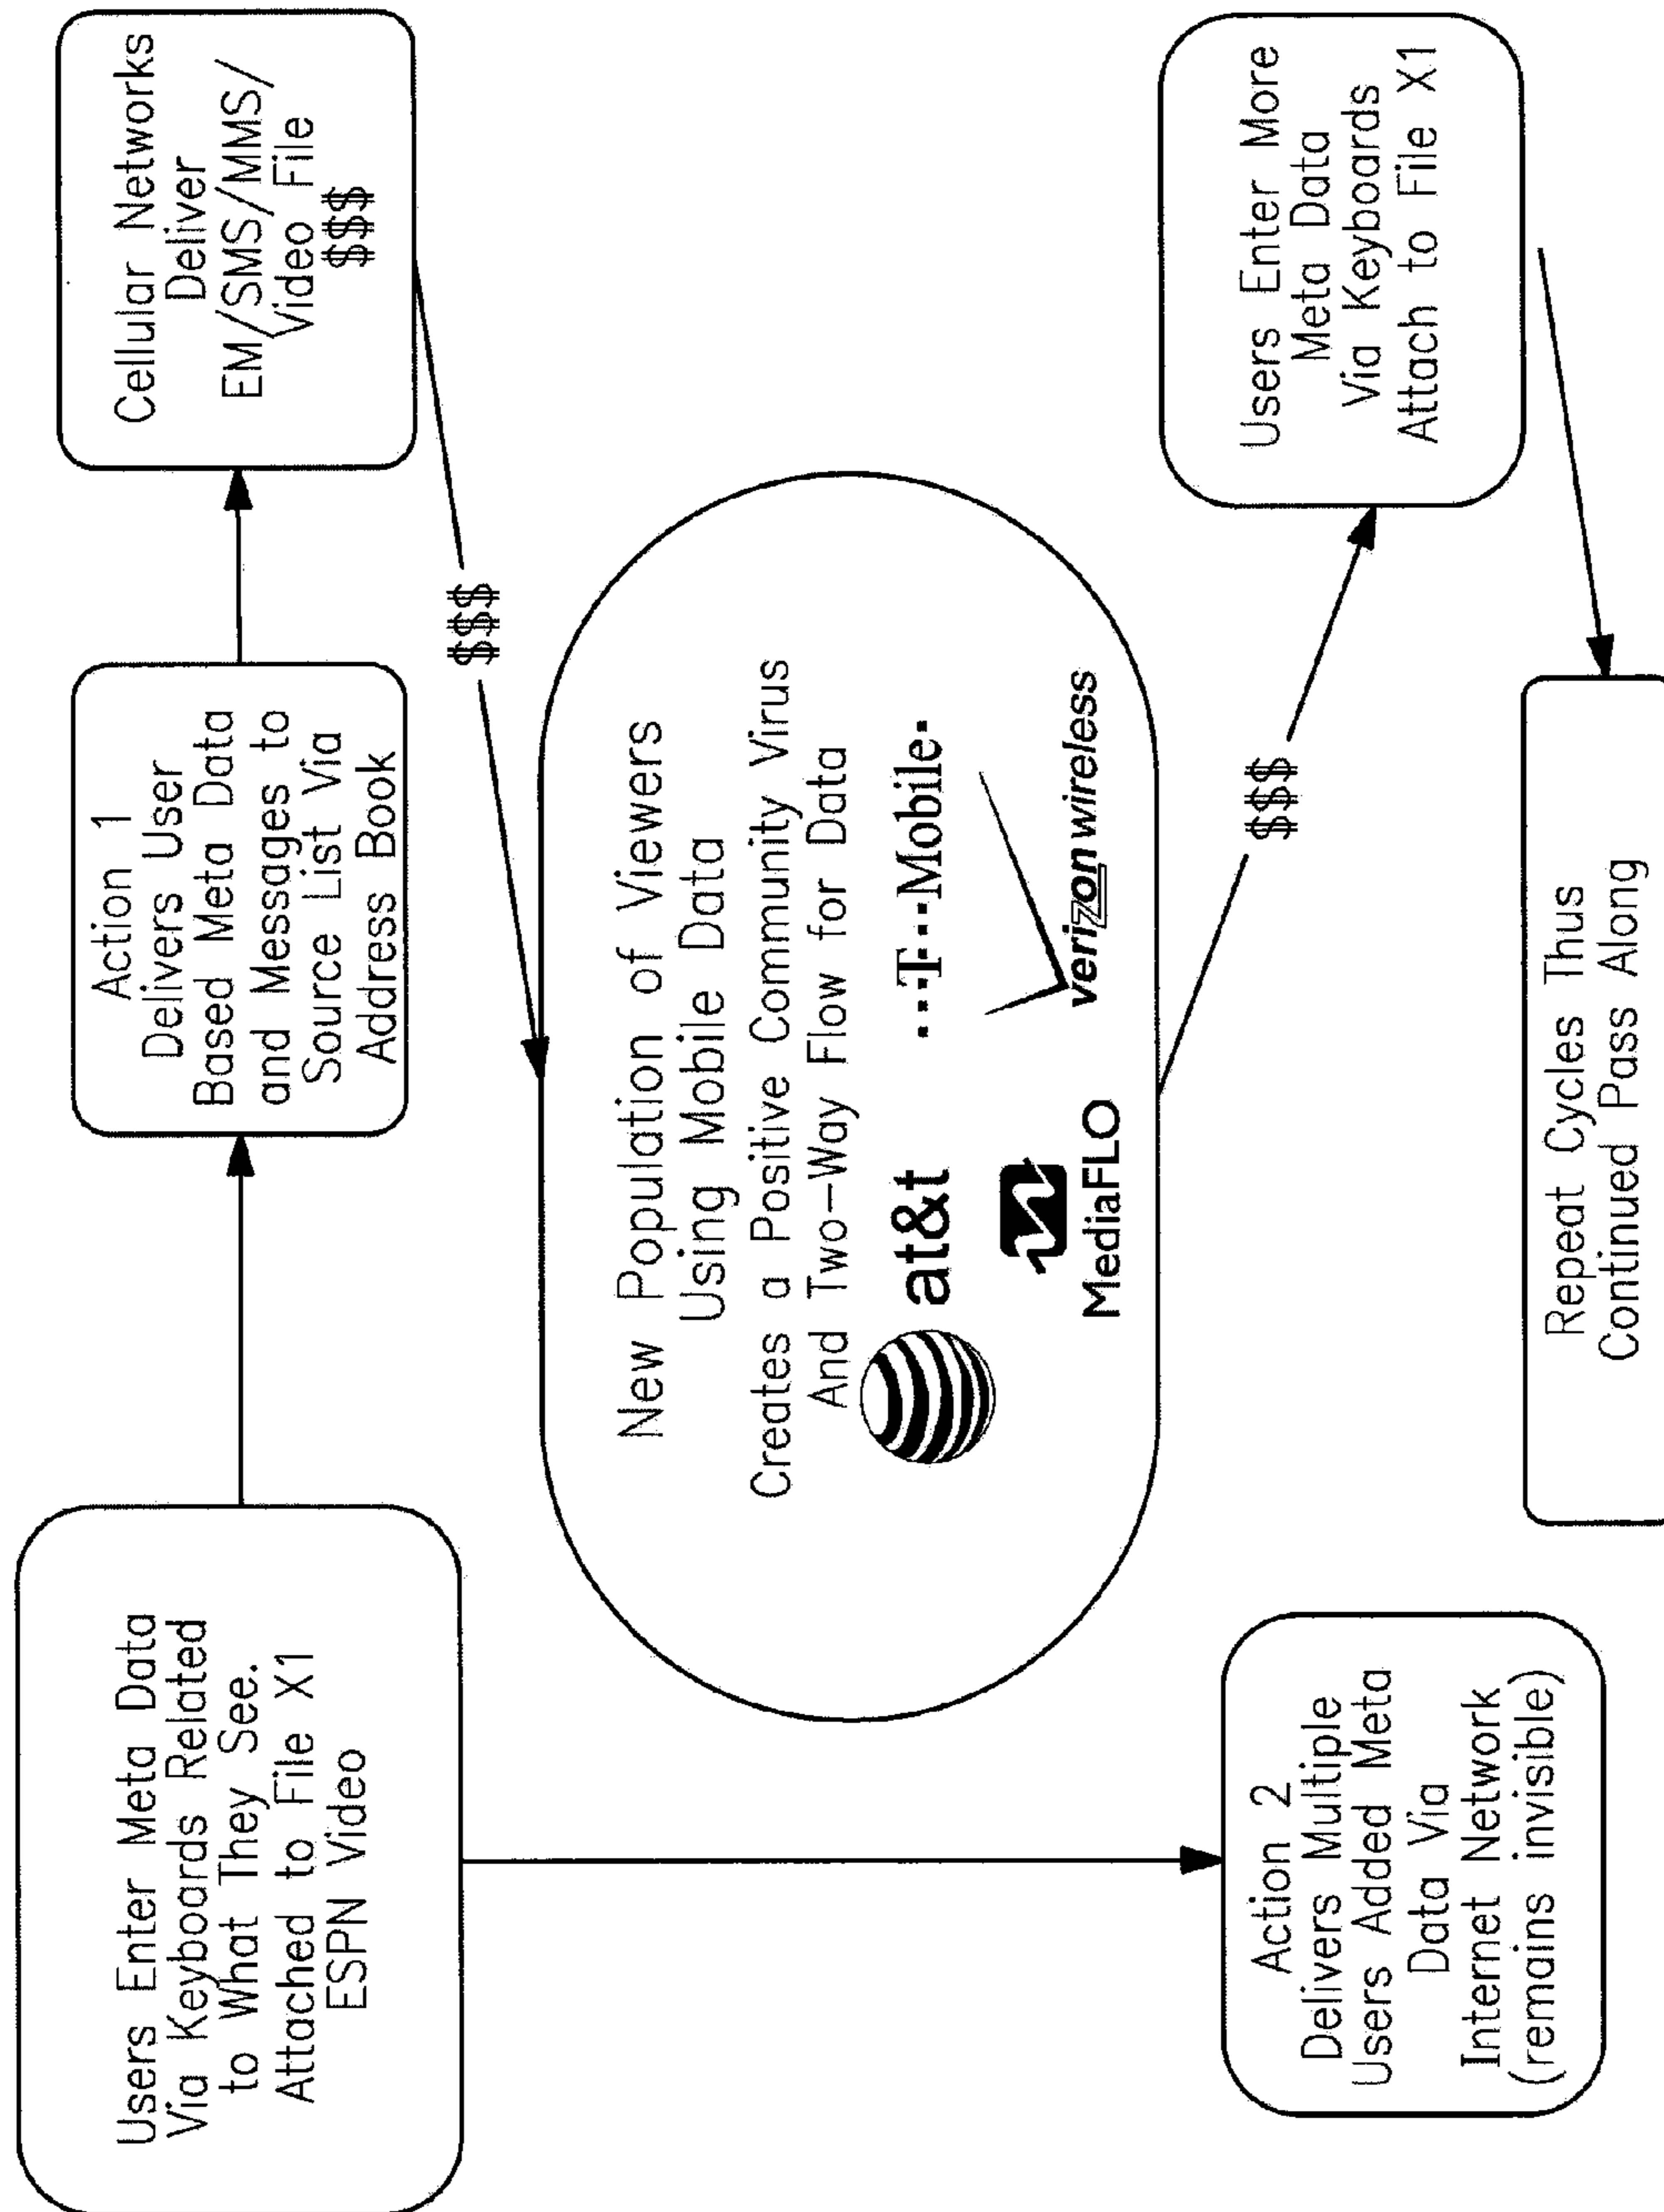 Users Enter Meta Data
Via Keyboards Related
to What They See.
Attached to File X1
ESPN Video
Action 1
Delivers User
Based Meta Data
and Messages to
Source List Via
Address Book
Cellular Networks
Deliver
EM/SMS/MMS/
Video File
$$$
$$$
New Population of Viewers
Using Mobile Data
Creates a Positive Community Virus
And Two-Way Flow for Data
at&t
T Mobile
MediaFLO
verizon wireless
$$$
Action 2
Delivers Multiple
Users Added Meta
Data Via
Internet Network
(remains invisible)
Users Enter More
Meta Data
Via Keyboards
Attach to File X1
Repeat Cycles Thus
Continued Pass Along